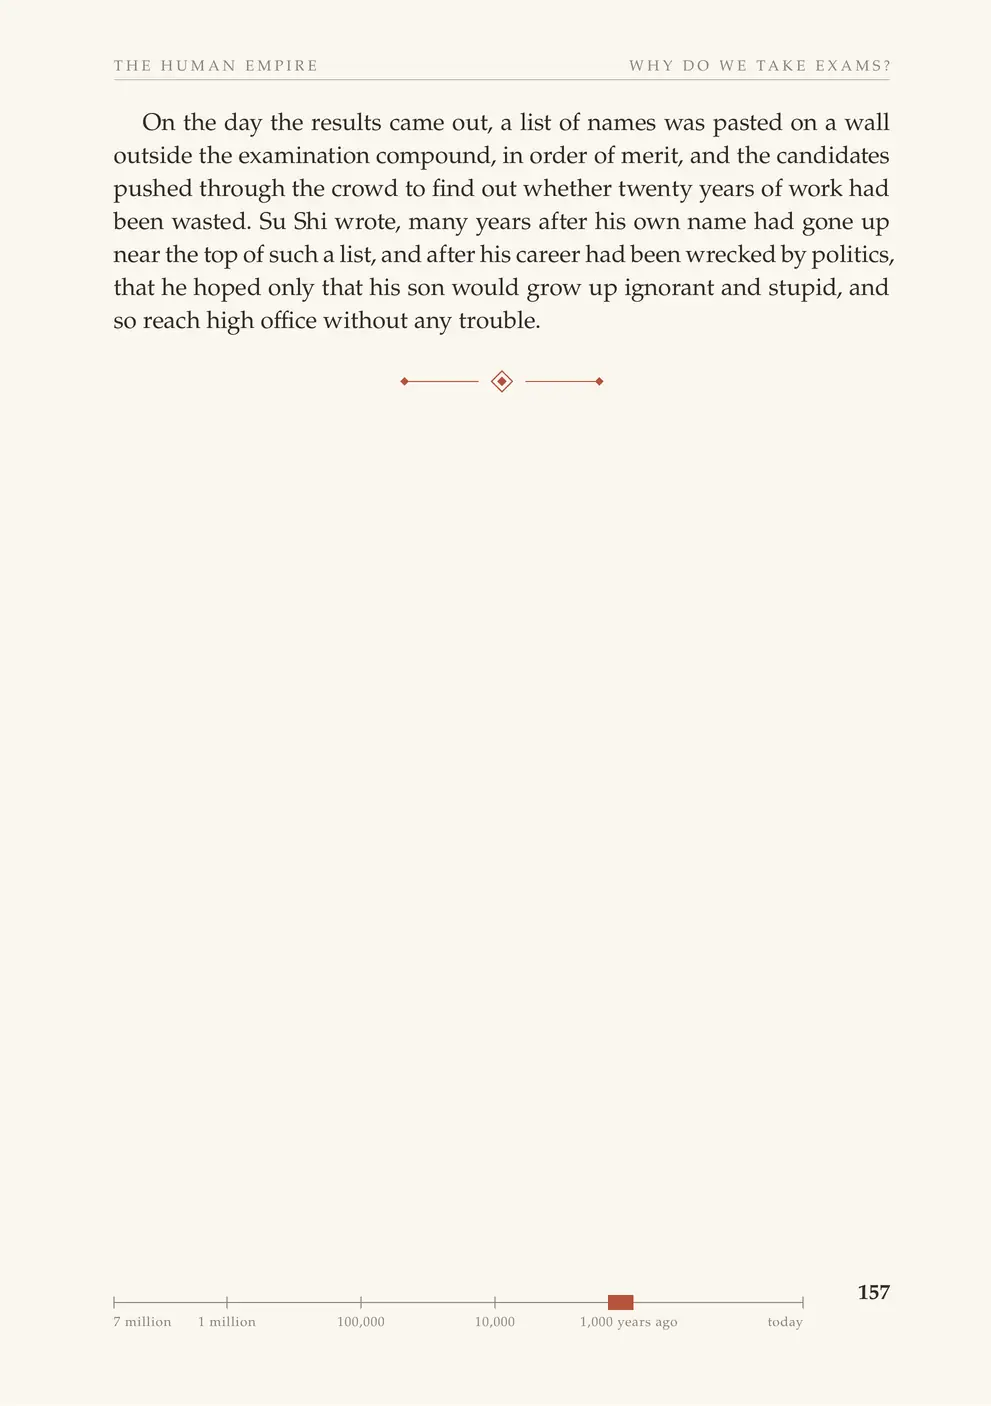 THE HUMAN EMPIRE
WHY DO WE TAKE EXAMS?
On the day the results came out, a list of names was pasted on a wall
outside the examination compound, in order of merit, and the candidates
pushed through the crowd to find out whether twenty years of work had
been wasted. Su Shi wrote, many years after his own name had gone up
near the top of such a list, and after his career had been wrecked by politics,
that he hoped only that his son would grow up ignorant and stupid, and
so reach high office without any trouble.
157
7 million 1 million 100,000 10,000 1,000 years ago today